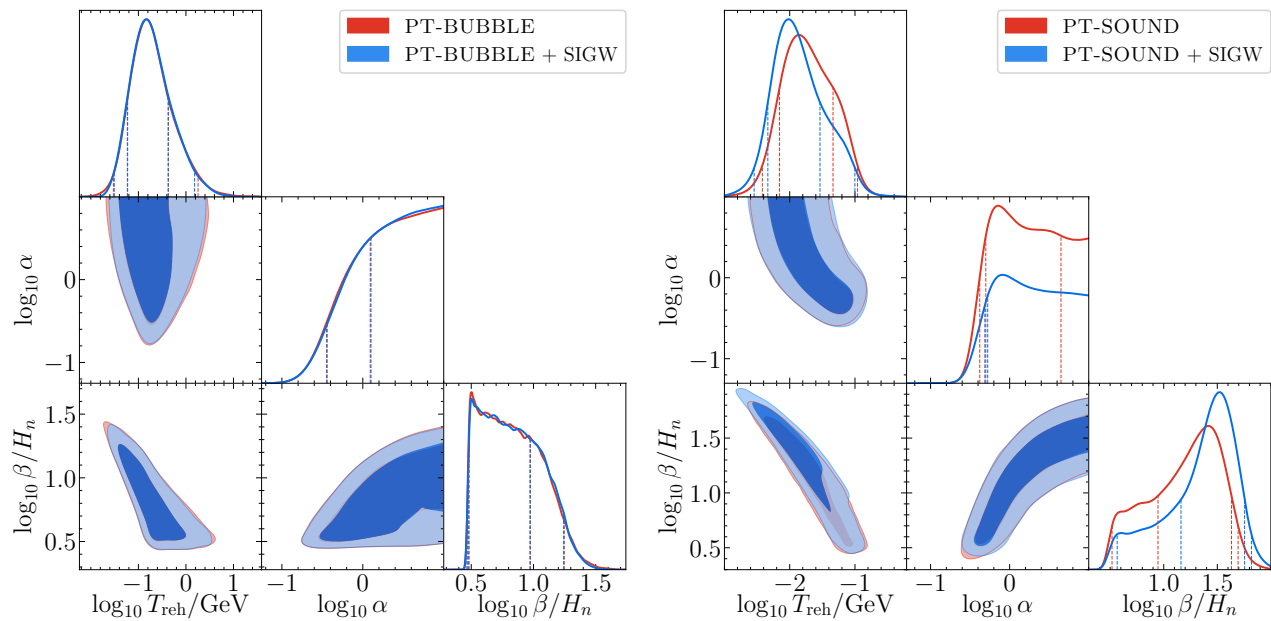 PT-BUBBLE
PT-BUBBLE + SIGW
log₁₀ α
0
−1
log₁₀ β/Hₙ
1.5
1.0
0.5
−1 0 1
log₁₀ T_reh/GeV
−1 0
log₁₀ α
0.5 1.0 1.5
log₁₀ β/Hₙ
PT-SOUND
PT-SOUND + SIGW
log₁₀ α
0
−1
log₁₀ β/Hₙ
1.5
1.0
0.5
−2 −1
log₁₀ T_reh/GeV
−1 0
log₁₀ α
1.0 1.5
log₁₀ β/Hₙ